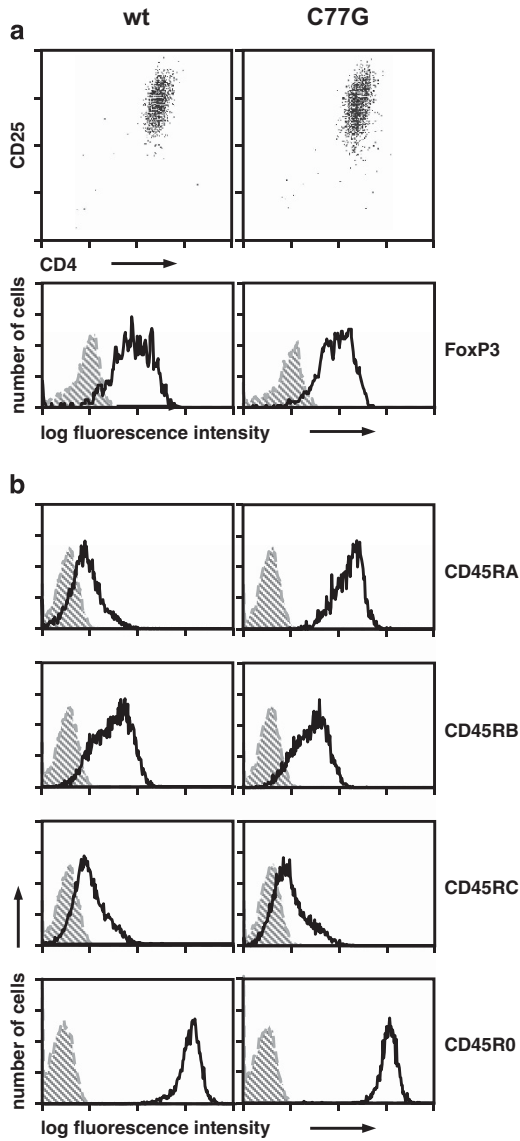 wt
C77G
a
CD25
CD4
number of cells
FoxP3
log fluorescence intensity
b
CD45RA
CD45RB
CD45RC
number of cells
CD45R0
log fluorescence intensity